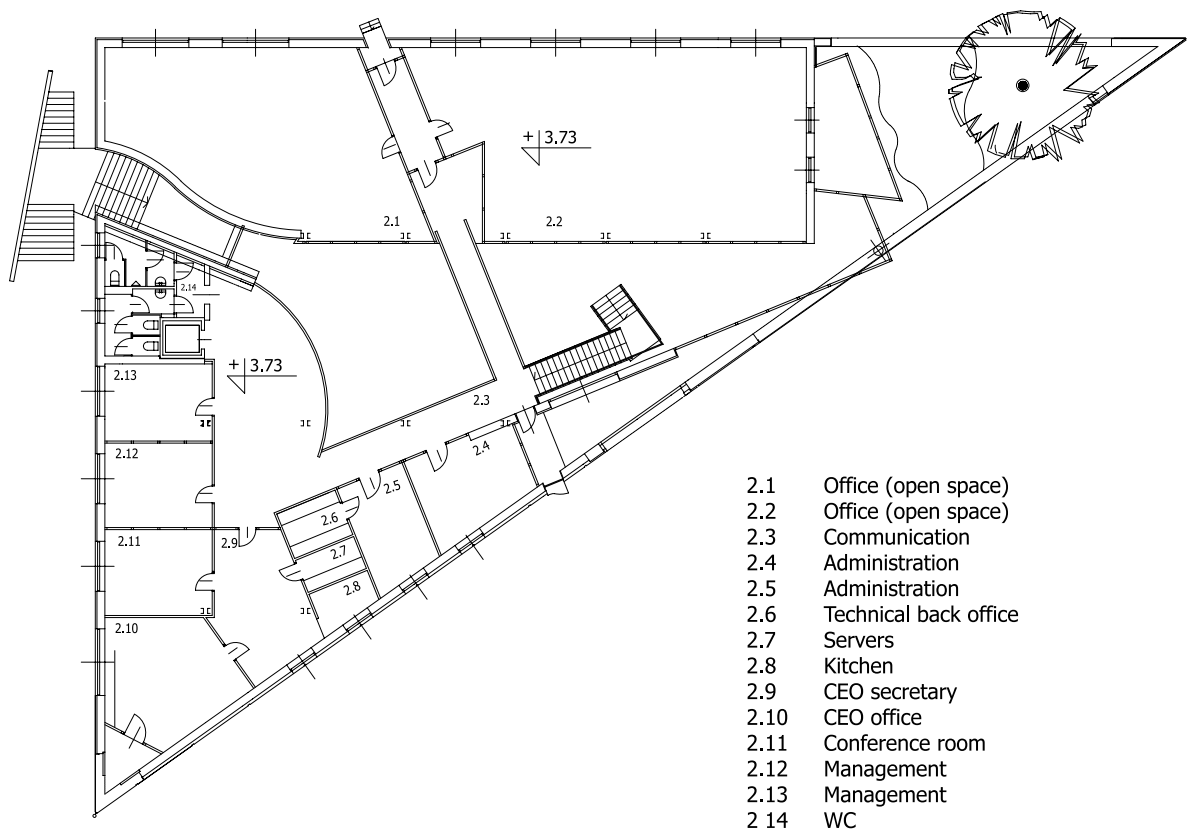 + 3.73
2.1
2.2
2.14
+ 3.73
2.13
2.3
2.4
2.12
2.5
2.6
2.11
2.9
2.7
2.8
2.10
2.1 Office (open space)
2.2 Office (open space)
2.3 Communication
2.4 Administration
2.5 Administration
2.6 Technical back office
2.7 Servers
2.8 Kitchen
2.9 CEO secretary
2.10 CEO office
2.11 Conference room
2.12 Management
2.13 Management
2 14 WC